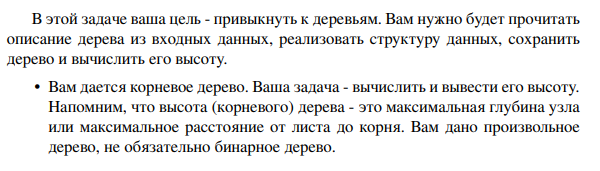 В этой задаче ваша цель - привыкнуть к деревьям. Вам нужно будет прочитать
описание дерева из входных данных, реализовать структуру данных, сохранить
дерево и вычислить его высоту.
• Вам дается корневое дерево. Ваша задача - вычислить и вывести его высоту.
Напомним, что высота (корневого) дерева - это максимальная глубина узла
или максимальное расстояние от листа до корня. Вам дано произвольное
дерево, не обязательно бинарное дерево.